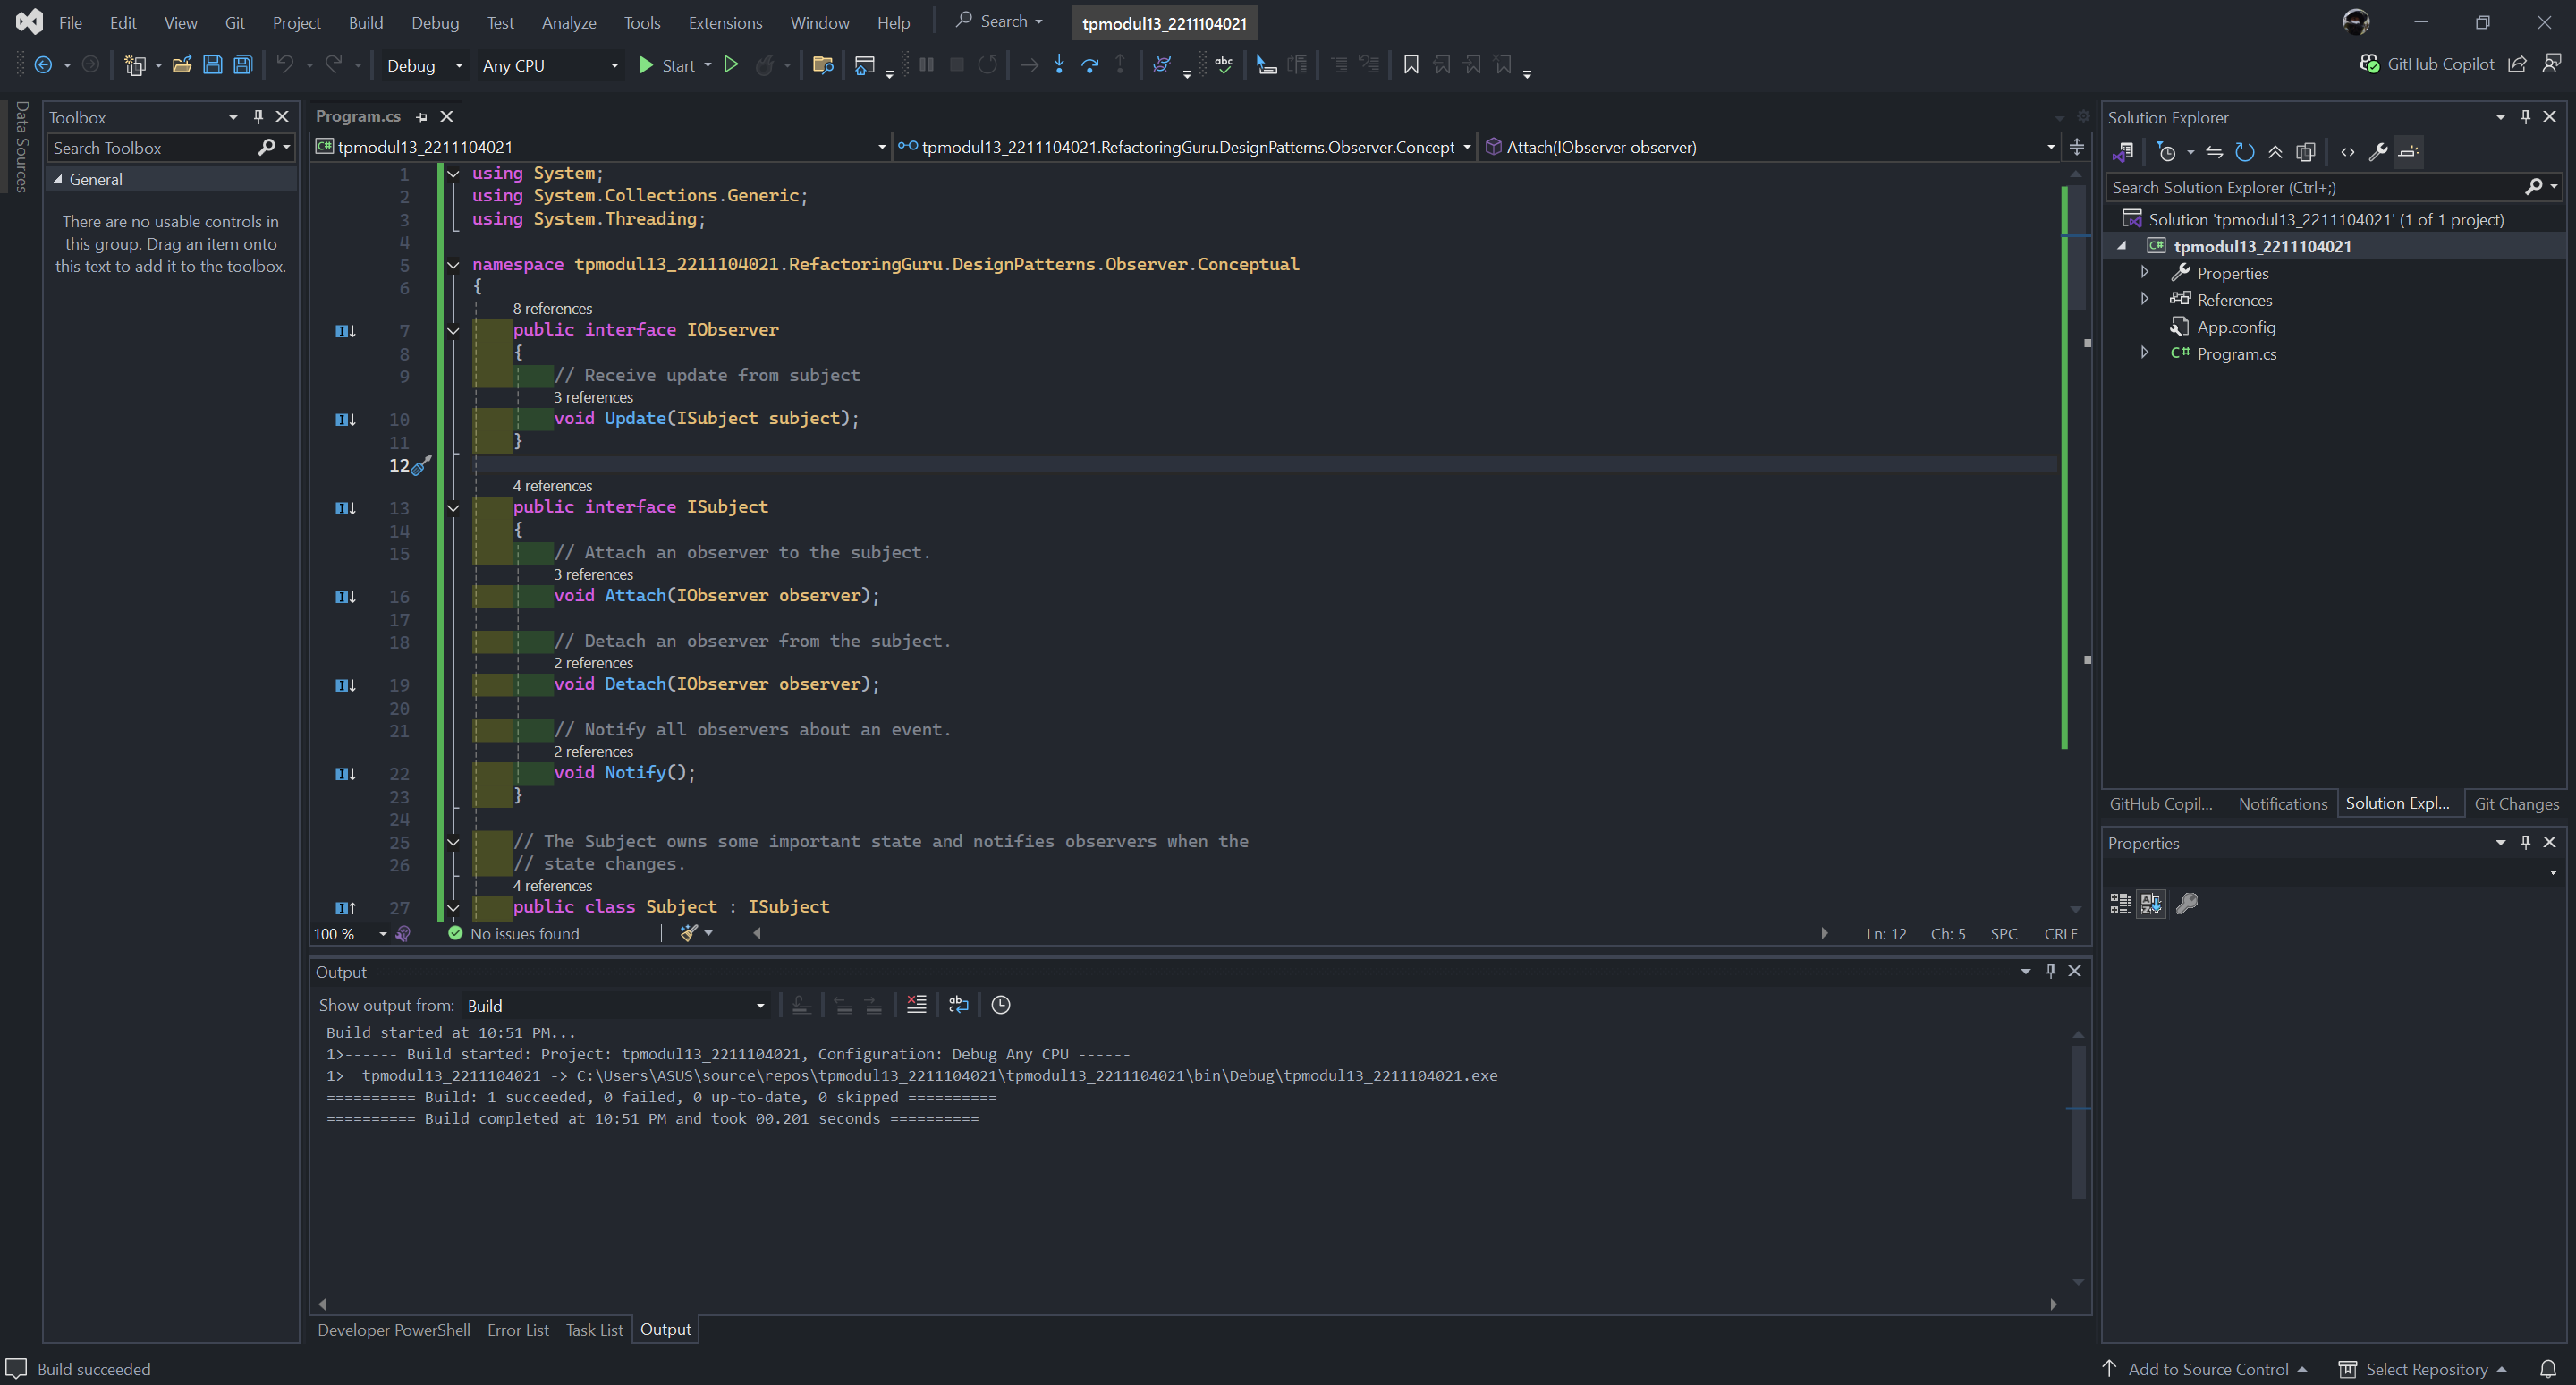 File Edit View Git Project Build Debug Test Analyze Tools Extensions Window Help Search tpmodul13_2211104021
Debug Any CPU Start abc GitHub Copilot
Data Sources
Toolbox
Search Toolbox
General
There are no usable controls in
this group. Drag an item onto
this text to add it to the toolbox.
Program.cs
C# tpmodul13_2211104021 tpmodul13_2211104021.RefactoringGuru.DesignPatterns.Observer.Concept Attach(IObserver observer)
1 using System;
2 using System.Collections.Generic;
3 using System.Threading;
4
5 namespace tpmodul13_2211104021.RefactoringGuru.DesignPatterns.Observer.Conceptual
6 {
8 references
7 public interface IObserver
8 {
9 // Receive update from subject
3 references
10 void Update(ISubject subject);
11 }
12
4 references
13 public interface ISubject
14 {
15 // Attach an observer to the subject.
3 references
16 void Attach(IObserver observer);
17
18 // Detach an observer from the subject.
2 references
19 void Detach(IObserver observer);
20
21 // Notify all observers about an event.
2 references
22 void Notify();
23 }
24
25 // The Subject owns some important state and notifies observers when the
26 // state changes.
4 references
27 public class Subject : ISubject
100 % No issues found Ln: 12 Ch: 5 SPC CRLF
Output
Show output from: Build
Build started at 10:51 PM...
1>------ Build started: Project: tpmodul13_2211104021, Configuration: Debug Any CPU ------
1>  tpmodul13_2211104021 -> C:\Users\ASUS\source\repos\tpmodul13_2211104021\tpmodul13_2211104021\bin\Debug\tpmodul13_2211104021.exe
========== Build: 1 succeeded, 0 failed, 0 up-to-date, 0 skipped ==========
========== Build completed at 10:51 PM and took 00.201 seconds ==========
Developer PowerShell Error List Task List Output
Solution Explorer
Search Solution Explorer (Ctrl+;)
Solution 'tpmodul13_2211104021' (1 of 1 project)
C# tpmodul13_2211104021
Properties
References
App.config
C# Program.cs
GitHub Copil... Notifications Solution Expl... Git Changes
Properties
Build succeeded Add to Source Control Select Repository